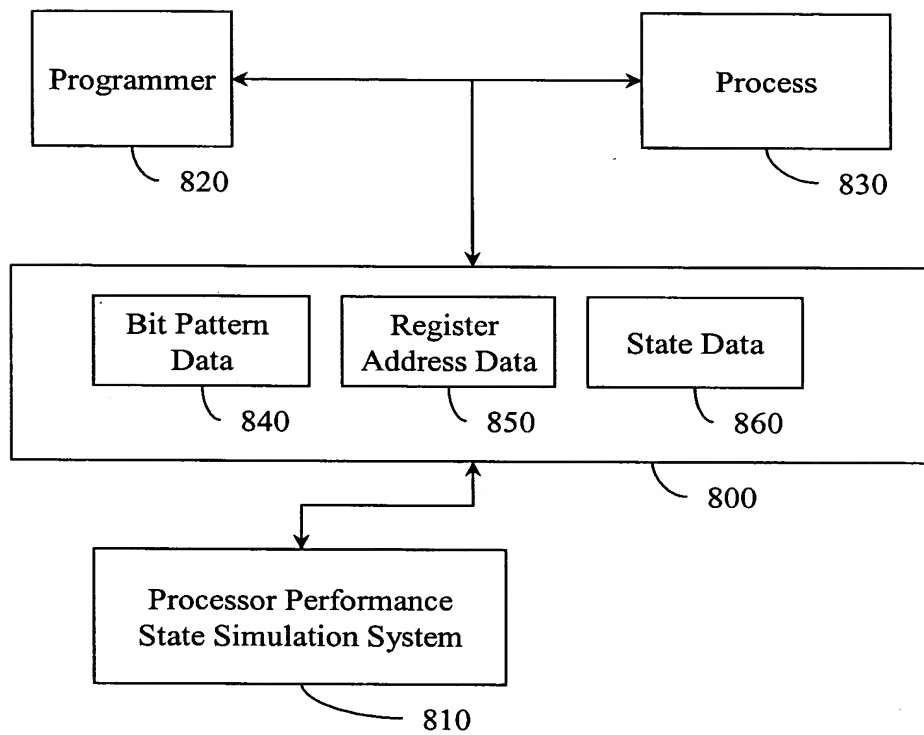 Programmer
820
Process
830
Bit Pattern
Data
840
Register
Address Data
850
State Data
860
800
Processor Performance
State Simulation System
810